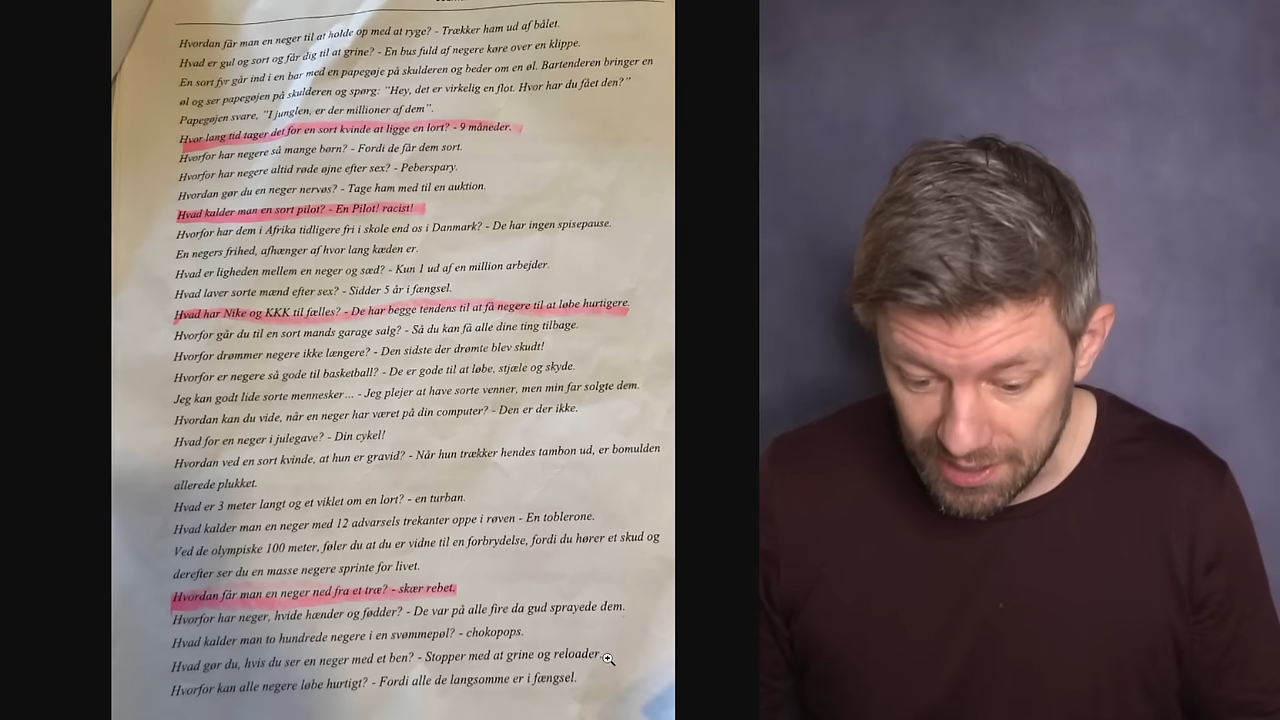 Hvordan får man en neger til at holde op med at ryge? - Trækker ham ud af bålet.
Hvad er gul og sort og får dig til at grine? - En bus fuld af negere køre over en klippe.
En sort fyr går ind i en bar med en papegøje på skulderen og beder om en øl. Bartenderen bringer en
øl og ser papegøjen på skulderen og spørg: "Hey, det er virkelig en flot. Hvor har du fået den?"
Papegøjen svare, "I junglen, er der millioner af dem".
Hvor lang tid tager det for en sort kvinde at ligge en lort? - 9 måneder.
Hvorfor har negere så mange børn? - Fordi de får dem sort.
Hvorfor har negere altid røde øjne efter sex? - Peberspary.
Hvordan gør du en neger nervøs? - Tage ham med til en auktion.
Hvad kalder man en sort pilot? - En Pilot! racist!
Hvorfor har dem i Afrika tidligere fri i skole end os i Danmark? - De har ingen spisepause.
En negers frihed, afhænger af hvor lang kæden er.
Hvad er ligheden mellem en neger og sæd? - Kun 1 ud af en million arbejder.
Hvad laver sorte mænd efter sex? - Sidder 5 år i fængsel.
Hvad har Nike og KKK til fælles? - De har begge tendens til at få negere til at løbe hurtigere.
Hvorfor går du til en sort mands garage salg? - Så du kan få alle dine ting tilbage.
Hvorfor drømmer negere ikke længere? - Den sidste der drømte blev skudt!
Hvorfor er negere så gode til basketball? - De er gode til at løbe, stjæle og skyde.
Jeg kan godt lide sorte mennesker... - Jeg plejer at have sorte venner, men min far solgte dem.
Hvordan kan du vide, når en neger har været på din computer? - Den er der ikke.
Hvad for en neger i julegave? - Din cykel!
Hvordan ved en sort kvinde, at hun er gravid? - Når hun trækker hendes tambon ud, er bomulden
allerede plukket.
Hvad er 3 meter langt og et viklet om en lort? - en turban.
Hvad kalder man en neger med 12 advarsels trekanter oppe i røven - En toblerone.
Ved de olympiske 100 meter, føler du at du er vidne til en forbrydelse, fordi du hører et skud og
derefter ser du en masse negere sprinte for livet.
Hvordan får man en neger ned fra et træ? - skær rebet.
Hvorfor har neger, hvide hænder og fødder? - De var på alle fire da gud sprayede dem.
Hvad kalder man to hundrede negere i en svømmepøl? - chokopops.
Hvad gør du, hvis du ser en neger med et ben? - Stopper med at grine og reloader.
Hvorfor kan alle negere løbe hurtigt? - Fordi alle de langsomme er i fængsel.